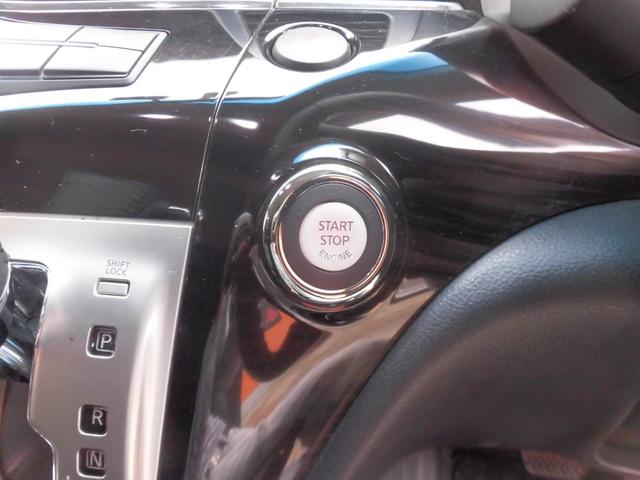 START
STOP
ENGINE
SHIFT
LOCK
P
R
N